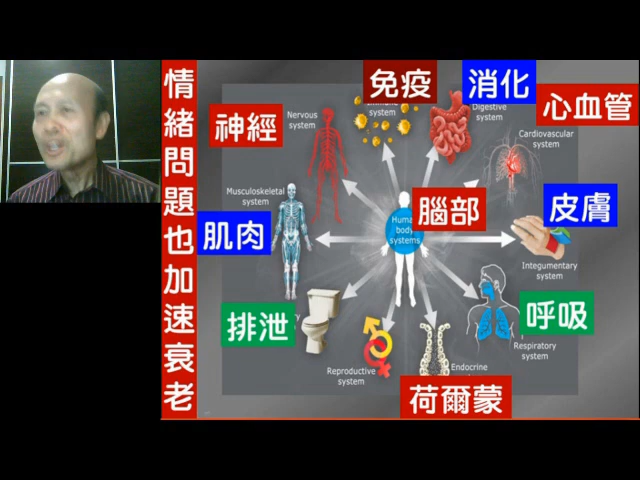 情緒問題也加速衰老
免疫
消化
心血管
神經
Nervous
system
system
Digestive
system
Cardiovascular
system
Musculoskeletal
system
肌肉
Human
body
systems
腦部
皮膚
Integumentary
system
排泄
呼吸
Respiratory
system
Reproductive
system
Endocrine
荷爾蒙